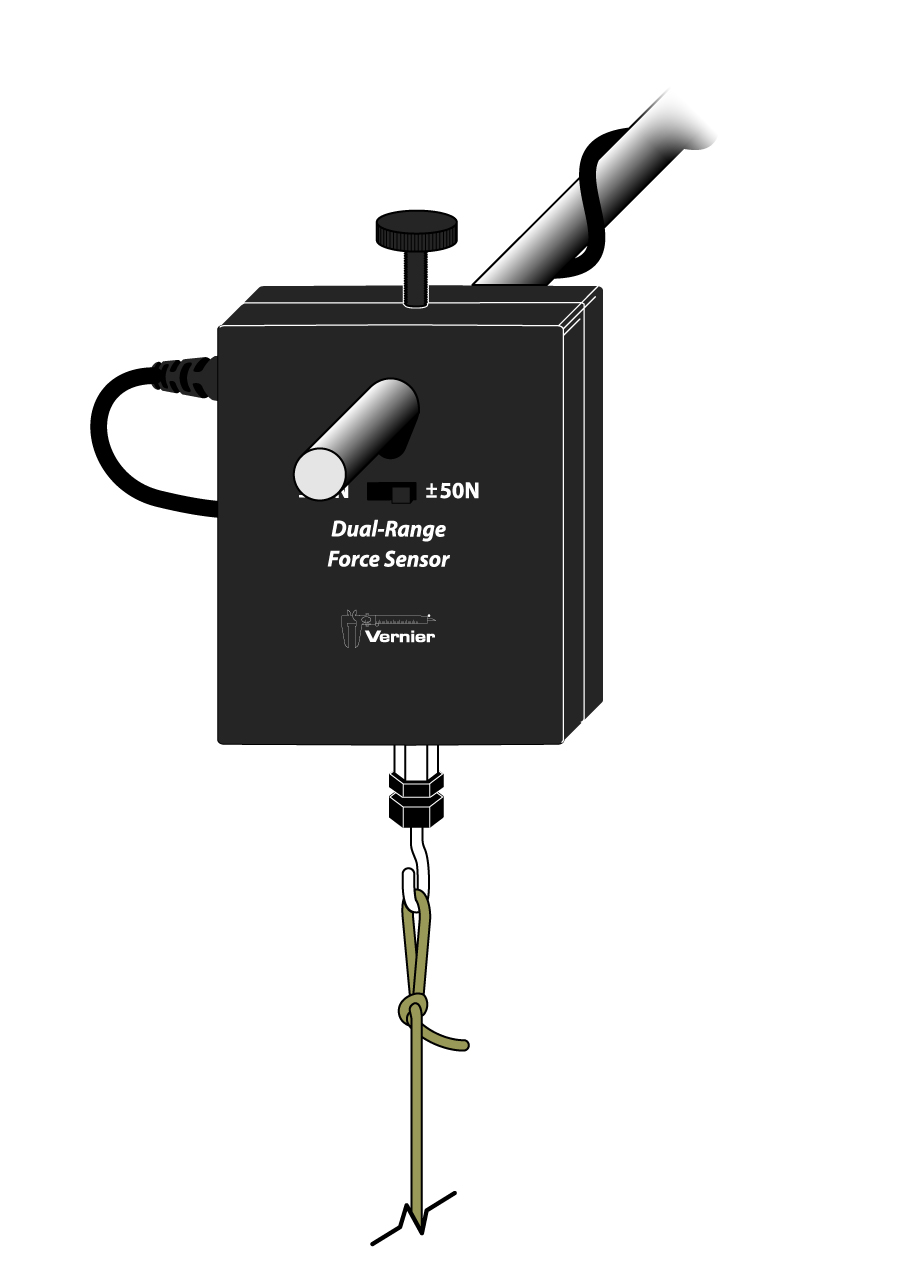 ±50N
Dual-Range
Force Sensor
Vernier